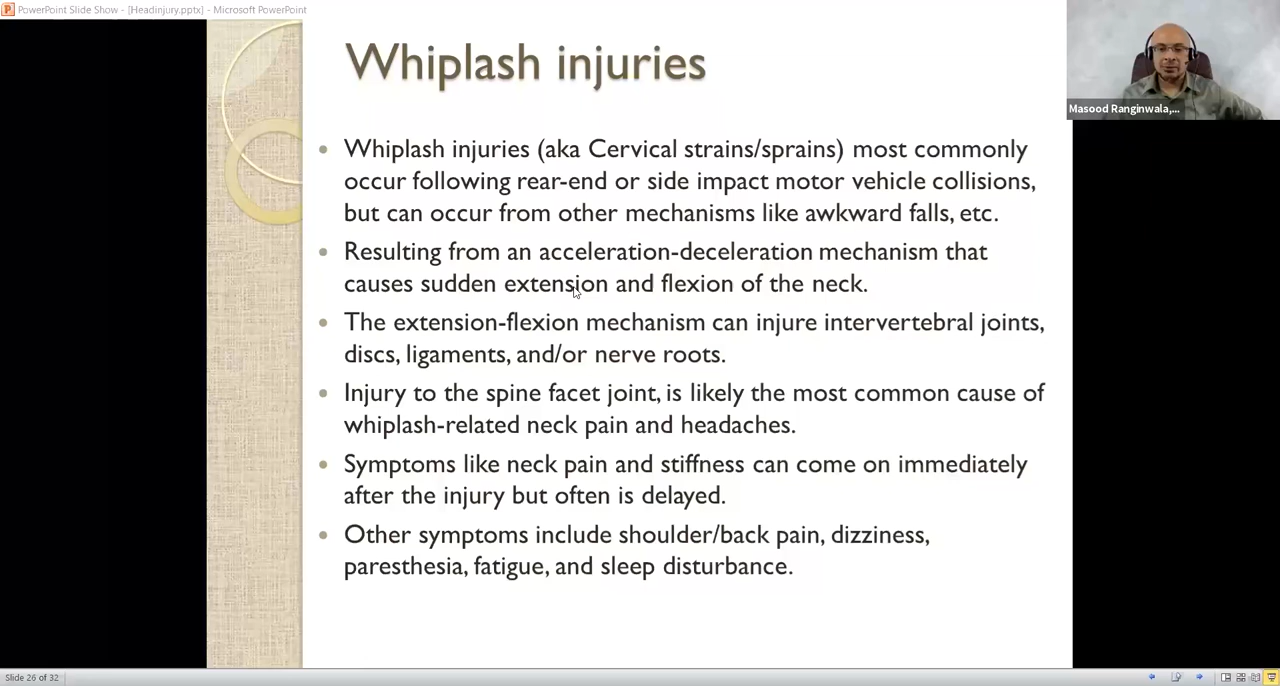 PowerPoint Slide Show - [Headinjury.pptx] - Microsoft PowerPoint
Whiplash injuries
Masood Ranginwala,...
Whiplash injuries (aka Cervical strains/sprains) most commonly
occur following rear-end or side impact motor vehicle collisions,
but can occur from other mechanisms like awkward falls, etc.
Resulting from an acceleration-deceleration mechanism that
causes sudden extension and flexion of the neck.
The extension-flexion mechanism can injure intervertebral joints,
discs, ligaments, and/or nerve roots.
Injury to the spine facet joint, is likely the most common cause of
whiplash-related neck pain and headaches.
Symptoms like neck pain and stiffness can come on immediately
after the injury but often is delayed.
Other symptoms include shoulder/back pain, dizziness,
paresthesia, fatigue, and sleep disturbance.
Slide 26 of 32